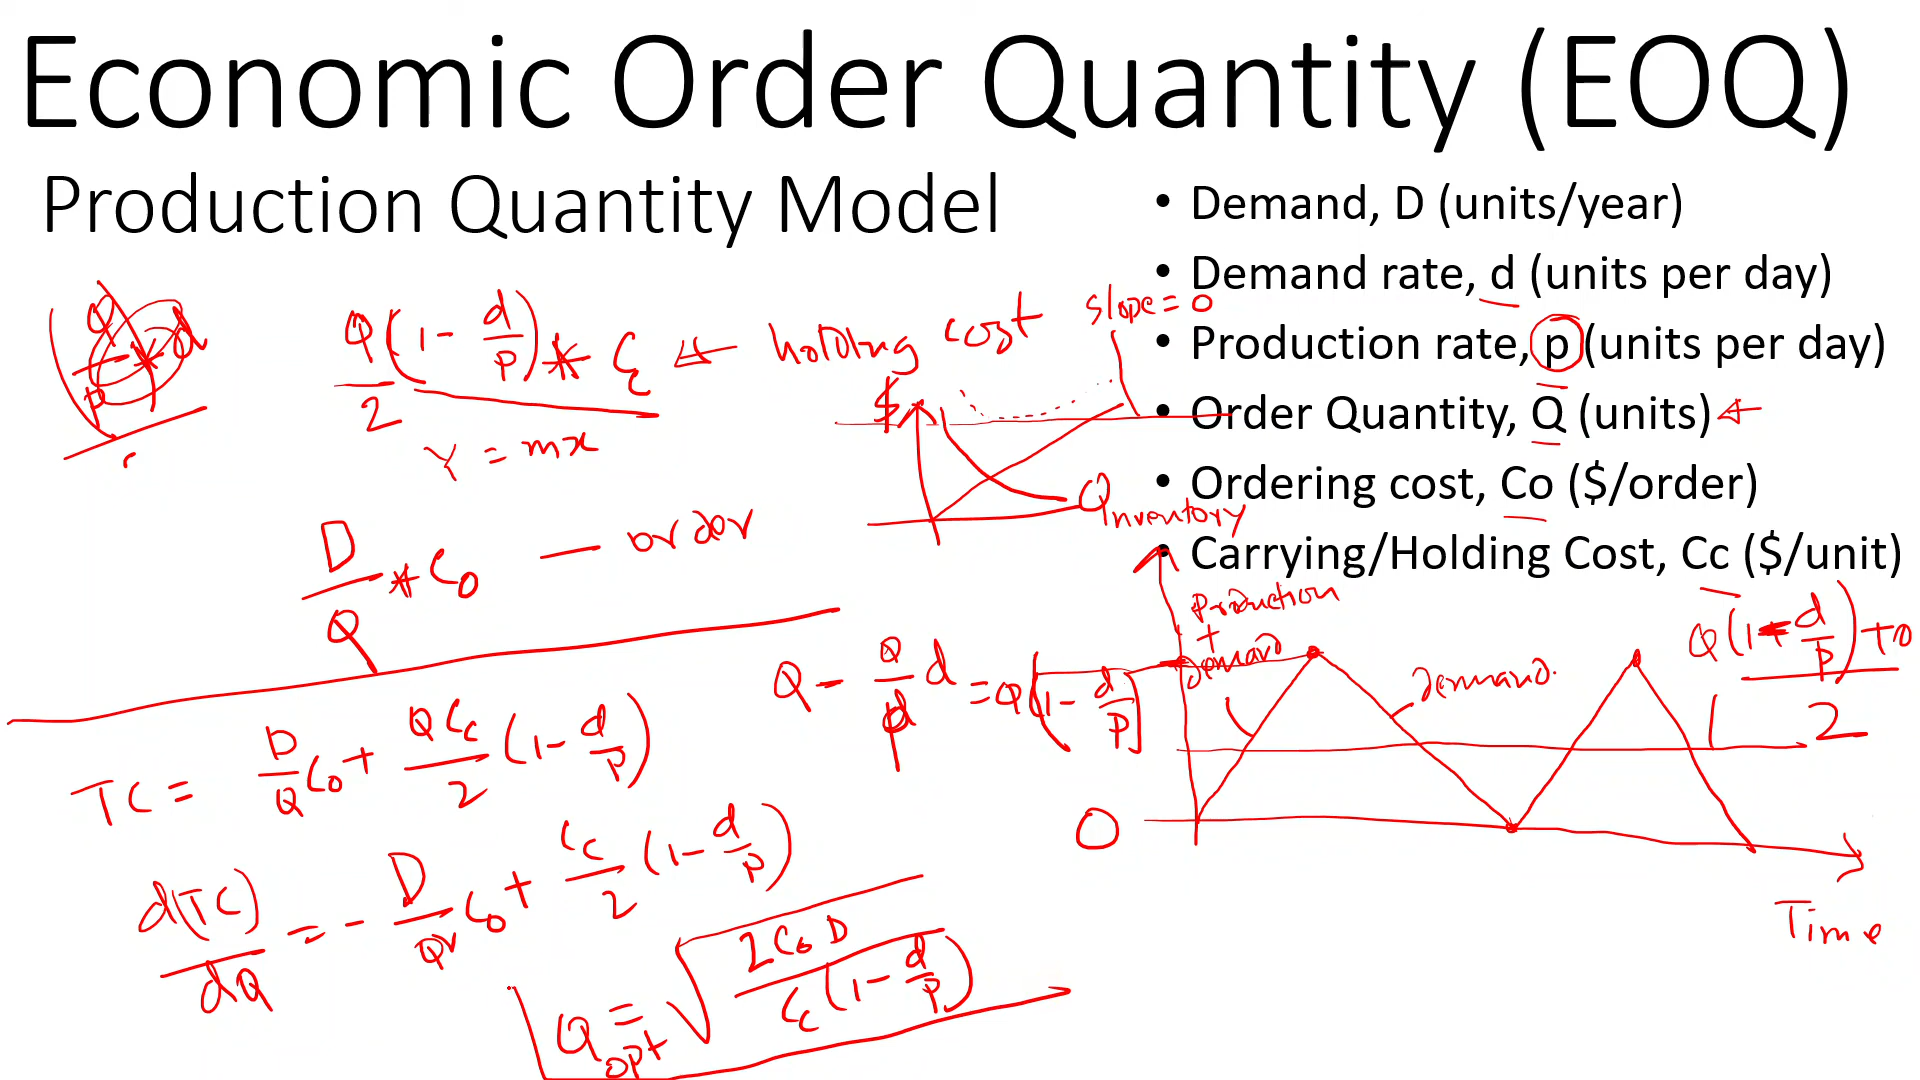 Economic Order Quantity (EOQ)
Production Quantity Model
• Demand, D (units/year)
• Demand rate, d (units per day)
• Production rate, p (units per day)
• Order Quantity, Q (units)
• Ordering cost, Co ($/order)
• Carrying/Holding Cost, Cc ($/unit)
Q/p * d
Q/2 (1 - d/p) * Cc ← holding cost
Y = mx
slope = 0
$
Q
D/Q * Co — order
Inventory
Production + demand
demand
Q - Q/p d = Q(1 - d/p)
Q(1 - d/p) + 0 / 2
0
Time
TC = D/Q Co + QCc/2 (1 - d/p)
d(TC)/dQ = - D/Q² Co + Cc/2 (1 - d/p)
Qopt = √ 2CoD / Cc(1 - d/p)